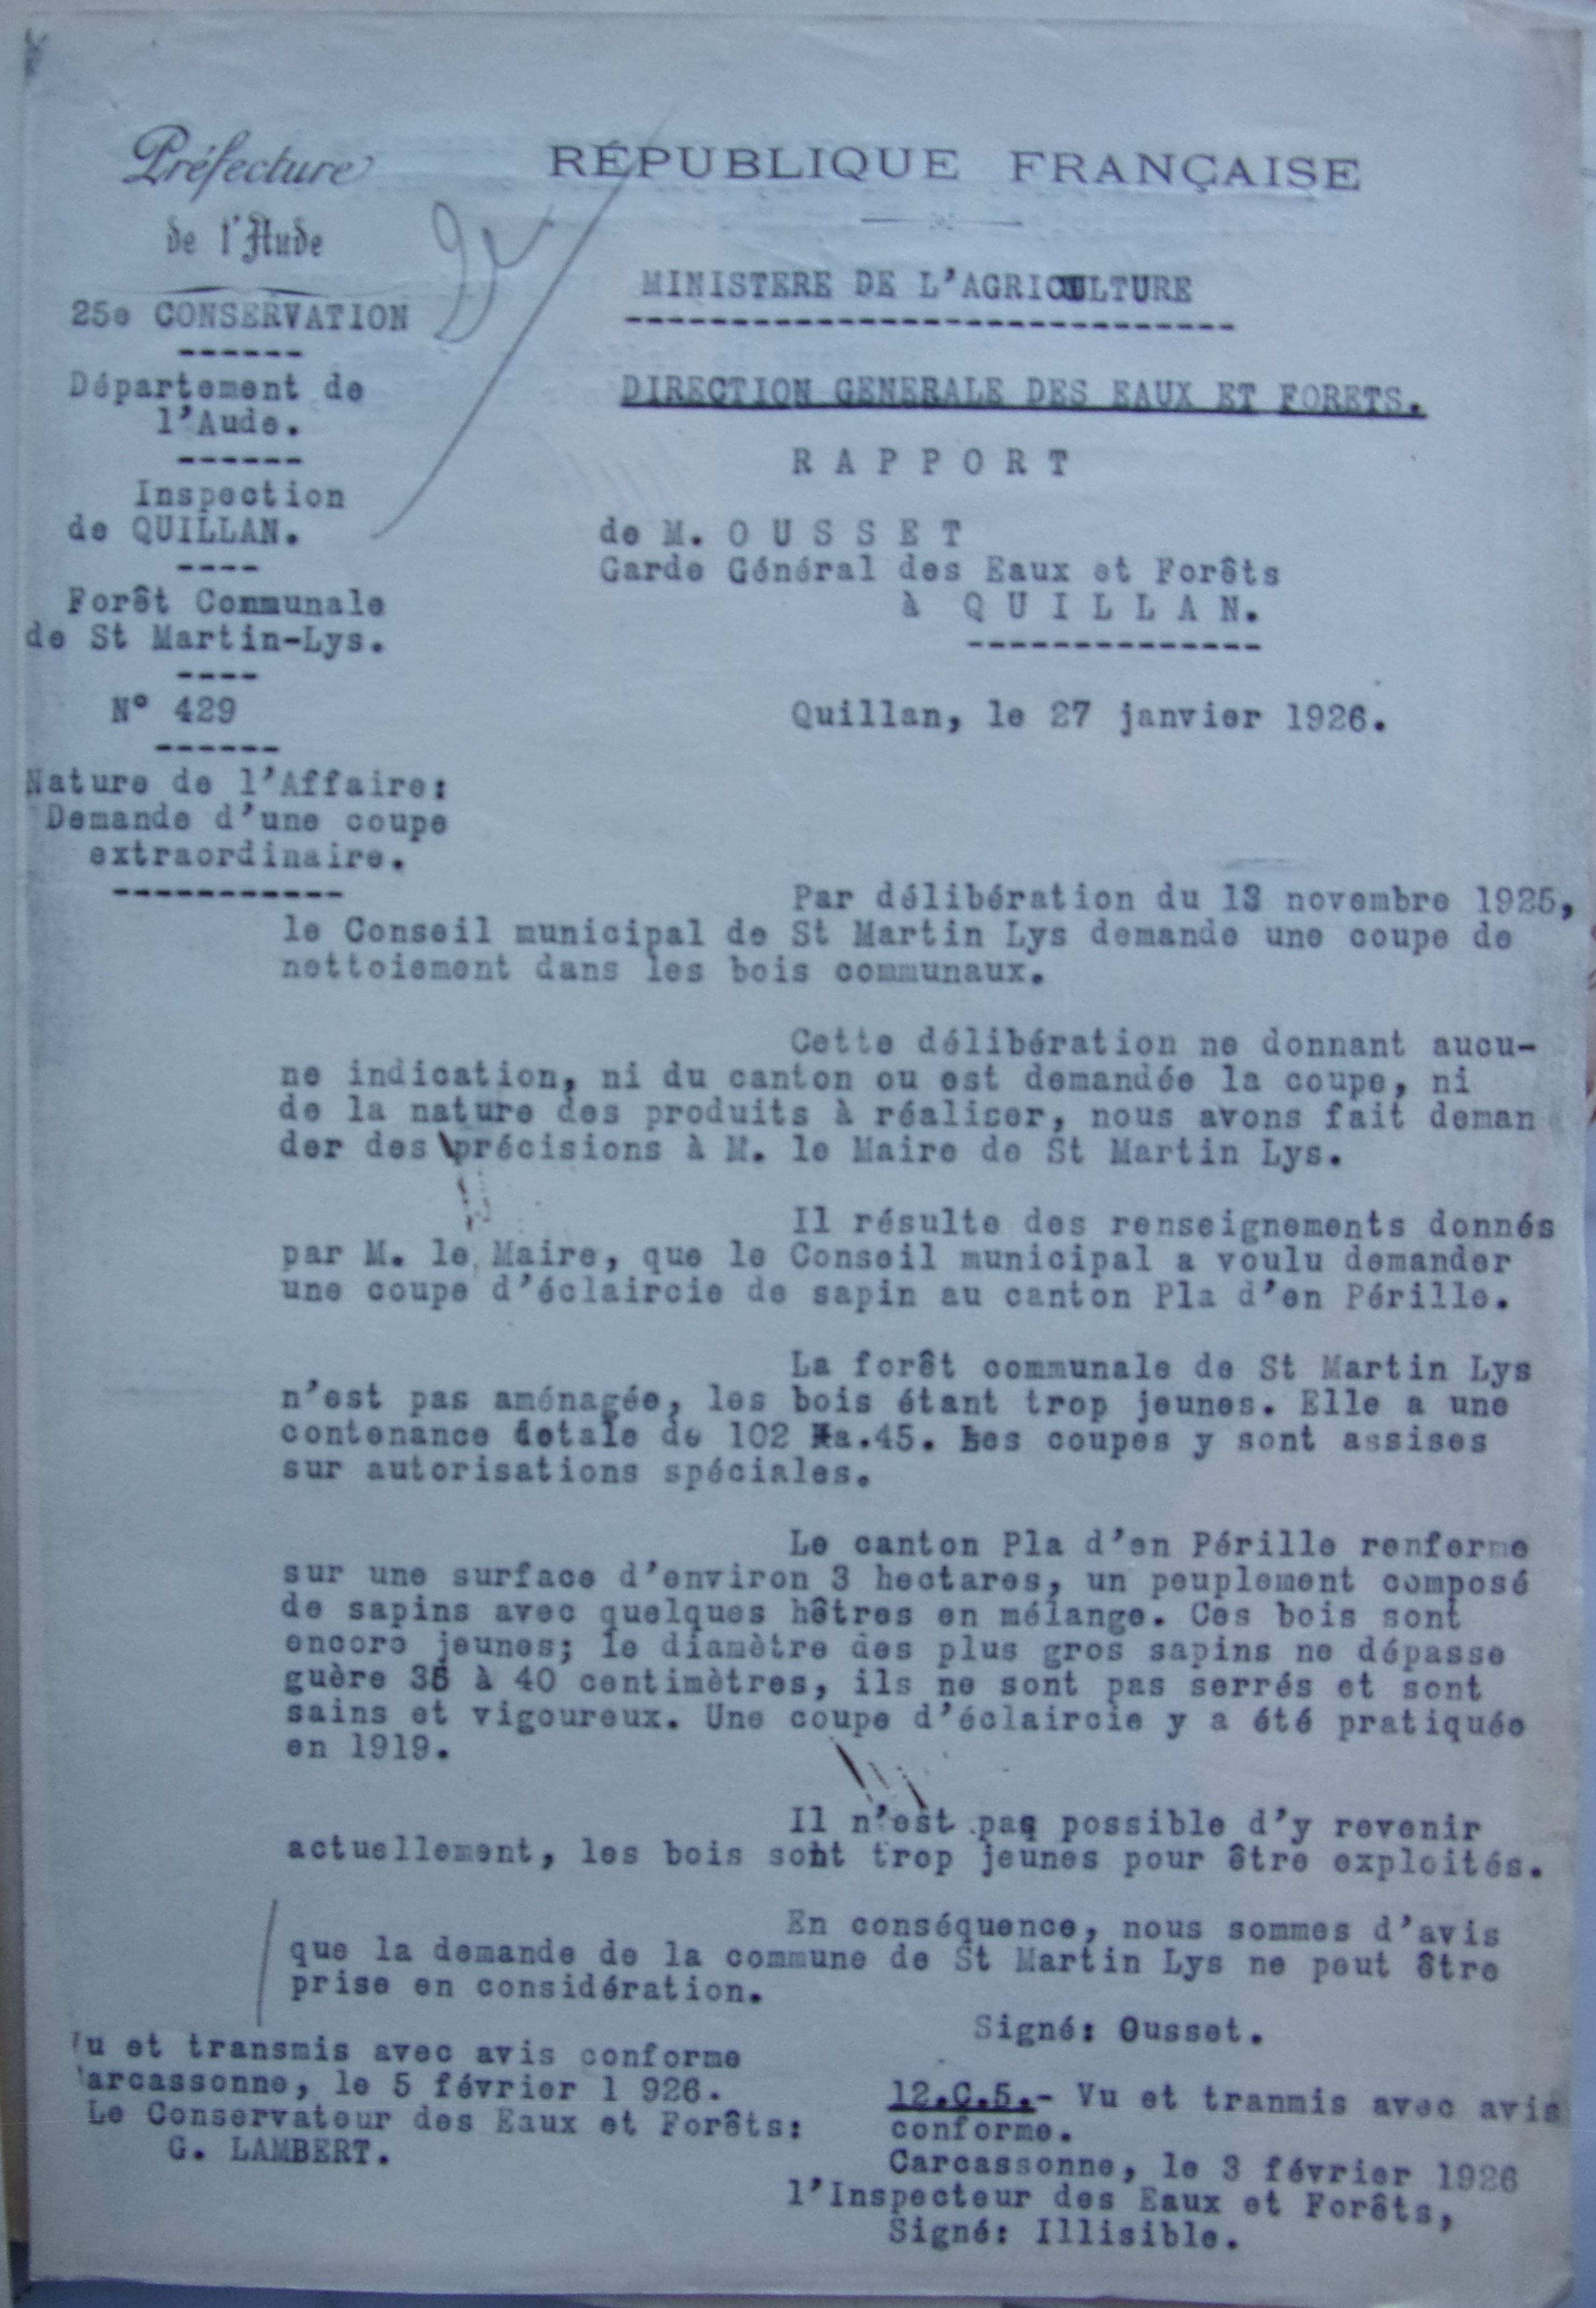 Préfecture
de l'Aude
25e CONSERVATION
------
Département de
l'Aude.
------
Inspection
de QUILLAN.
----
Forêt Communale
de St Martin-Lys.
----
N° 429
------
Nature de l'Affaire:
Demande d'une coupe
extraordinaire.
-----------
RÉPUBLIQUE FRANÇAISE
MINISTERE DE L'AGRICULTURE
-----------------------------
DIRECTION GENERALE DES EAUX ET FORETS.
R A P P O R T
de M. O U S S E T
Garde Général des Eaux et Forêts
à Q U I L L A N.
--------------
Quillan, le 27 janvier 1926.
Par délibération du 13 novembre 1925,
le Conseil municipal de St Martin Lys demande une coupe de
nettoiement dans les bois communaux.
Cette délibération ne donnant aucu-
ne indication, ni du canton ou est demandée la coupe, ni
de la nature des produits à réaliser, nous avons fait deman
der des précisions à M. le Maire de St Martin Lys.
Il résulte des renseignements donnés
par M. le Maire, que le Conseil municipal a voulu demander
une coupe d'éclaircie de sapin au canton Pla d'en Pérille.
La forêt communale de St Martin Lys
n'est pas aménagée, les bois étant trop jeunes. Elle a une
contenance totale de 102 Ha.45. Les coupes y sont assises
sur autorisations spéciales.
Le canton Pla d'en Pérille renferme
sur une surface d'environ 3 hectares, un peuplement composé
de sapins avec quelques hêtres en mélange. Ces bois sont
encore jeunes; le diamètre des plus gros sapins ne dépasse
guère 35 à 40 centimètres, ils ne sont pas serrés et sont
sains et vigoureux. Une coupe d'éclaircie y a été pratiquée
en 1919.
Il n'est pas possible d'y revenir
actuellement, les bois sont trop jeunes pour être exploités.
En conséquence, nous sommes d'avis
que la demande de la commune de St Martin Lys ne peut être
prise en considération.
Signé: Ousset.
Vu et transmis avec avis conforme
Carcassonne, le 5 février 1 926.
Le Conservateur des Eaux et Forêts:
G. LAMBERT.
12.C.5.- Vu et tranmis avec avis
conforme.
Carcassonne, le 3 février 1926
l'Inspecteur des Eaux et Forêts,
Signé: Illisible.